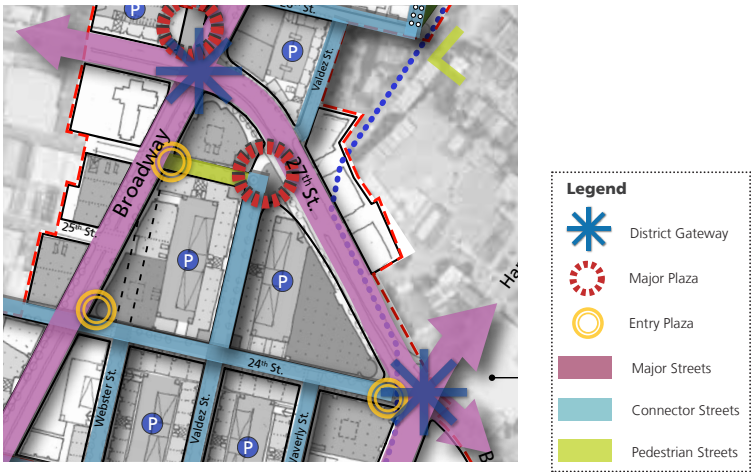 P
P
Valdez St.
Broadway
27th St.
25th St.
P
P
Har
24th St.
Webster St.
Valdez St.
Waverly St.
P
P
B
Legend
District Gateway
Major Plaza
Entry Plaza
Major Streets
Connector Streets
Pedestrian Streets